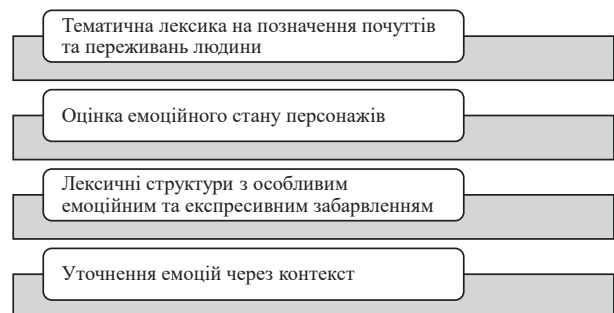 Тематична лексика на позначення почуттів
та переживань людини
Оцінка емоційного стану персонажів
Лексичні структури з особливим
емоційним та експресивним забарвленням
Уточнення емоцій через контекст